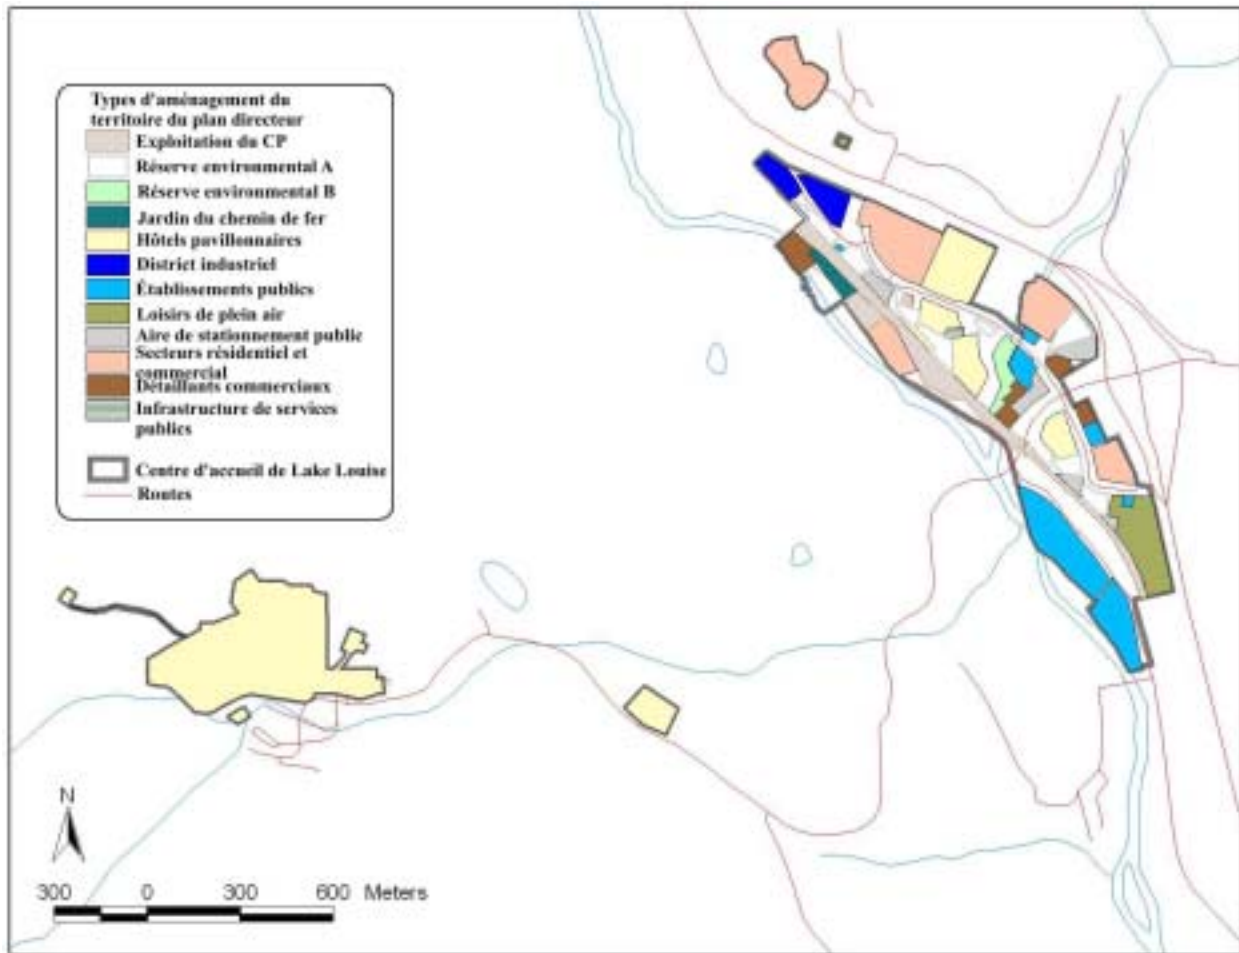 Types d'aménagement du
territoire du plan directeur
Exploitation du CP
Réserve environmental A
Réserve environmental B
Jardin du chemin de fer
Hôtels pavillonnaires
District industriel
Établissements publics
Loisirs de plein air
Aire de stationnement public
Secteurs résidentiel et
commercial
Détaillants commerciaux
Infrastructure de services
publics
Centre d'accueil de Lake Louise
Routes
N
300 0 300 600 Meters